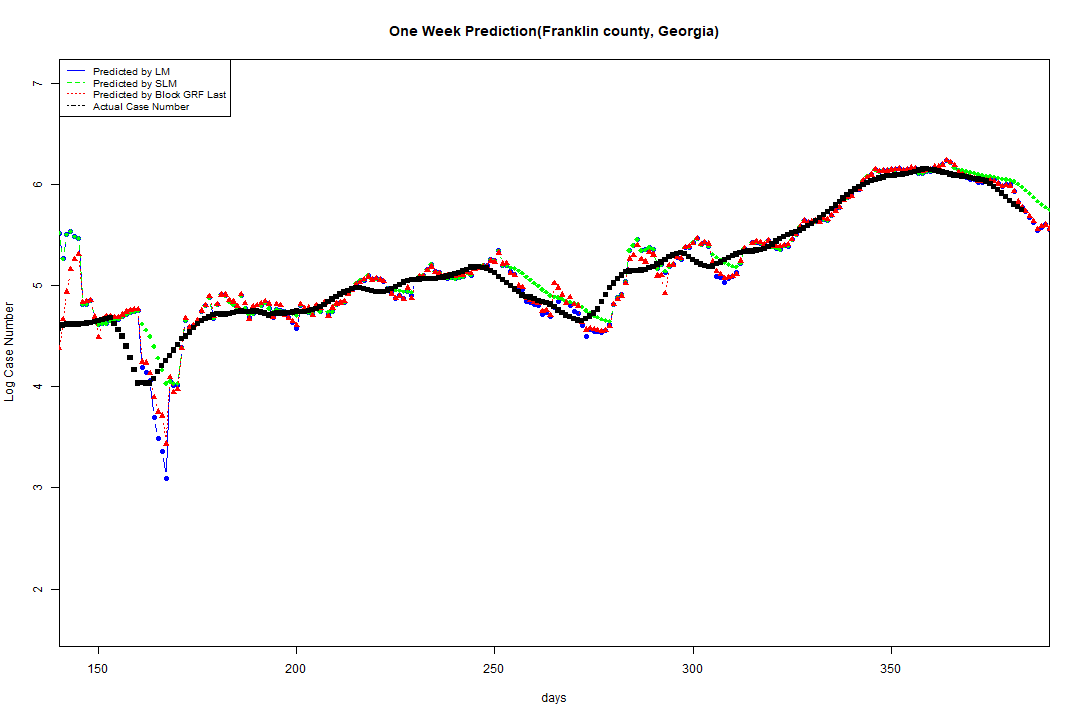 One Week Prediction(Franklin county, Georgia)
Predicted by LM
Predicted by SLM
Predicted by Block GRF Last
Actual Case Number
Log Case Number
7
6
5
4
3
2
150
200
250
300
350
days